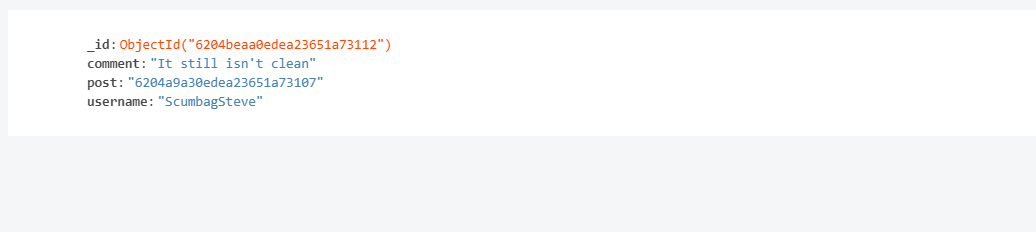 _id: ObjectId("6204beaa0edea23651a73112")
comment: "It still isn't clean"
post: "6204a9a30edea23651a73107"
username: "ScumbagSteve"